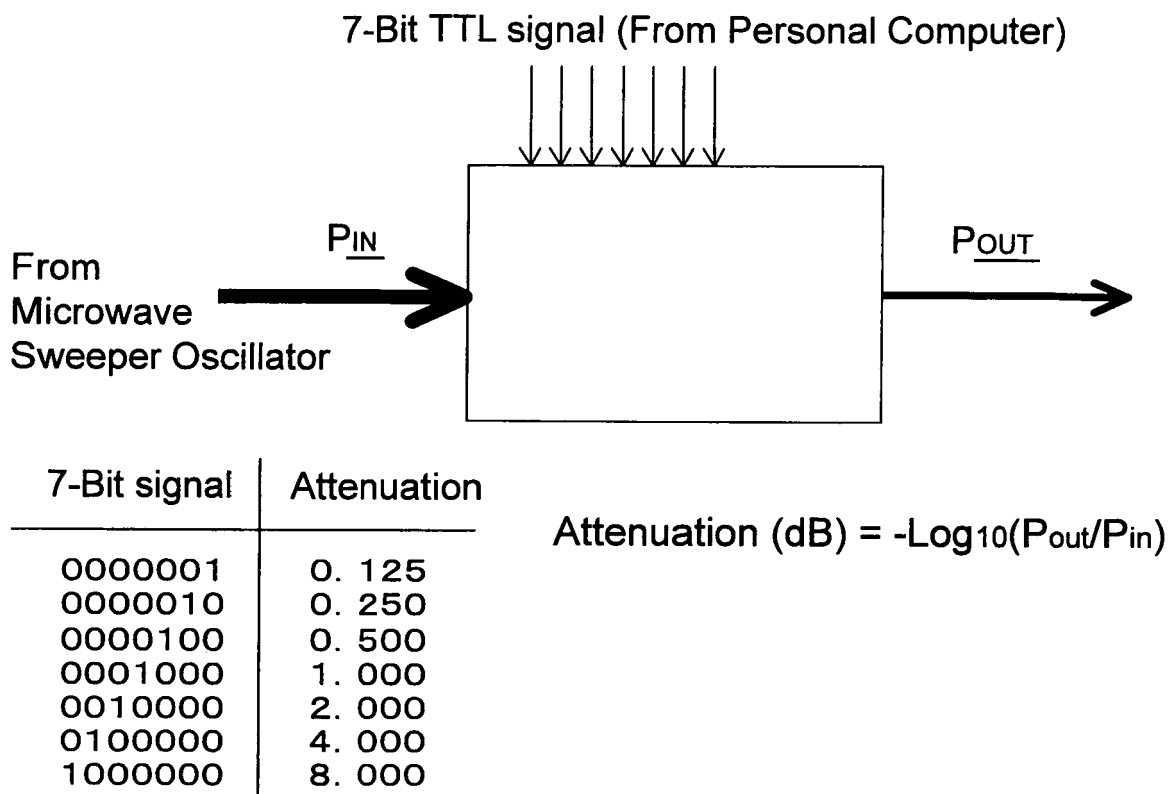 7-Bit TTL signal (From Personal Computer)
PIN
POUT
From
Microwave
Sweeper Oscillator
7-Bit signal Attenuation
0000001 0. 125
0000010 0. 250
0000100 0. 500
0001000 1. 000
0010000 2. 000
0100000 4. 000
1000000 8. 000
Attenuation (dB) = -Log10(Pout/Pin)